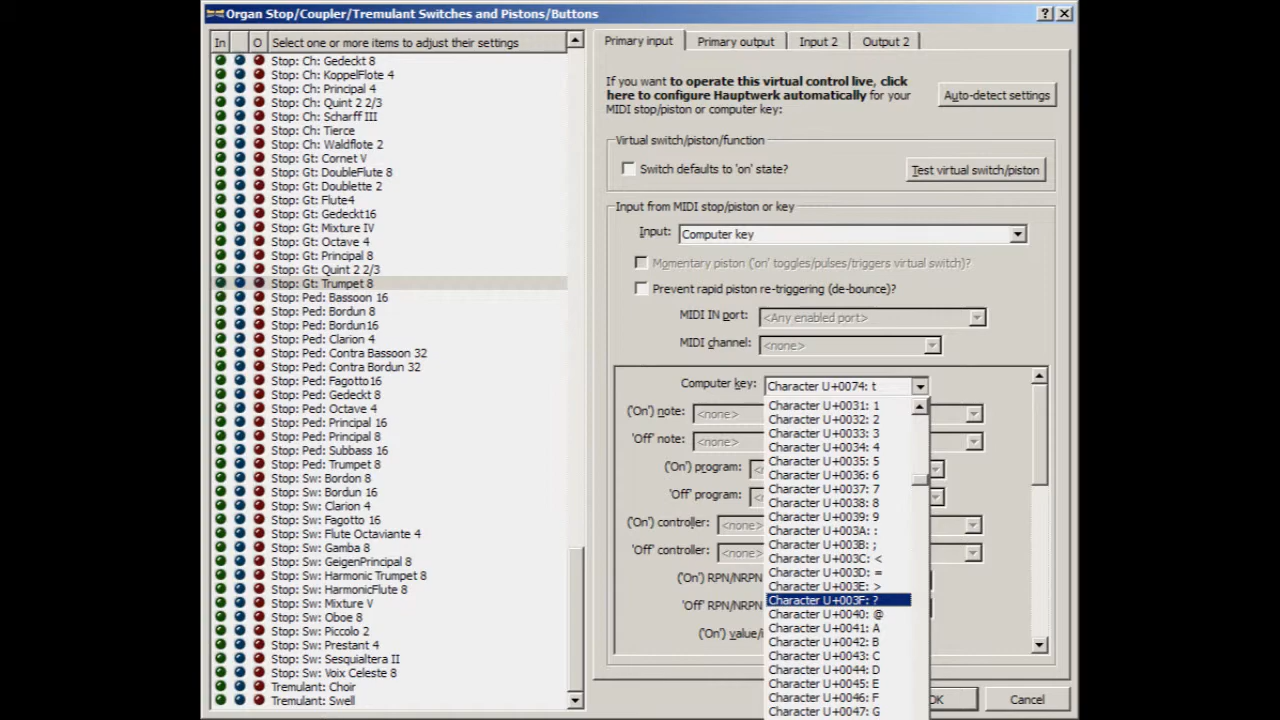 Organ Stop/Coupler/Tremulant Switches and Pistons/Buttons
In O Select one or more items to adjust their settings
Stop: Ch: Gedeckt 8
Stop: Ch: KoppelFlote 4
Stop: Ch: Principal 4
Stop: Ch: Quint 2 2/3
Stop: Ch: Scharff III
Stop: Ch: Tierce
Stop: Ch: Waldflote 2
Stop: Gt: Cornet V
Stop: Gt: DoubleFlute 8
Stop: Gt: Doublette 2
Stop: Gt: Flute4
Stop: Gt: Gedeckt16
Stop: Gt: Mixture IV
Stop: Gt: Octave 4
Stop: Gt: Principal 8
Stop: Gt: Quint 2 2/3
Stop: Gt: Trumpet 8
Stop: Ped: Bassoon 16
Stop: Ped: Bordun 8
Stop: Ped: Bordun16
Stop: Ped: Clarion 4
Stop: Ped: Contra Bassoon 32
Stop: Ped: Contra Bordun 32
Stop: Ped: Fagotto16
Stop: Ped: Gedeckt 8
Stop: Ped: Octave 4
Stop: Ped: Principal 16
Stop: Ped: Principal 8
Stop: Ped: Subbass 16
Stop: Ped: Trumpet 8
Stop: Sw: Bordon 8
Stop: Sw: Bordun 16
Stop: Sw: Clarion 4
Stop: Sw: Fagotto 16
Stop: Sw: Flute Octaviante 4
Stop: Sw: Gamba 8
Stop: Sw: GeigenPrincipal 8
Stop: Sw: Harmonic Trumpet 8
Stop: Sw: HarmonicFlute 8
Stop: Sw: Mixture V
Stop: Sw: Oboe 8
Stop: Sw: Piccolo 2
Stop: Sw: Prestant 4
Stop: Sw: Sesquialtera II
Stop: Sw: Voix Celeste 8
Tremulant: Choir
Tremulant: Swell
Primary input Primary output Input 2 Output 2
If you want to operate this virtual control live, click
here to configure Hauptwerk automatically for your
MIDI stop/piston or computer key:
Auto-detect settings
Virtual switch/piston/function
Switch defaults to 'on' state?
Test virtual switch/piston
Input from MIDI stop/piston or key
Input: Computer key
Momentary piston ('on' toggles/pulses/triggers virtual switch)?
Prevent rapid piston re-triggering (de-bounce)?
MIDI IN port: <Any enabled port>
MIDI channel: <none>
Computer key: Character U+0074: t
('On') note: <none>
'Off' note: <none>
('On') program:
'Off' program:
('On') controller: <none>
'Off' controller: <none>
('On') RPN/NRPN
'Off' RPN/NRPN
('On')
Character U+0031: 1
Character U+0032: 2
Character U+0033: 3
Character U+0034: 4
Character U+0035: 5
Character U+0036: 6
Character U+0037: 7
Character U+0038: 8
Character U+0039: 9
Character U+003A: :
Character U+003B: ;
Character U+003C: <
Character U+003D: =
Character U+003E: >
Character U+003F: ?
Character U+0040: @
Character U+0041: A
Character U+0042: B
Character U+0043: C
Character U+0044: D
Character U+0045: E
Character U+0046: F
Character U+0047: G
OK
Cancel